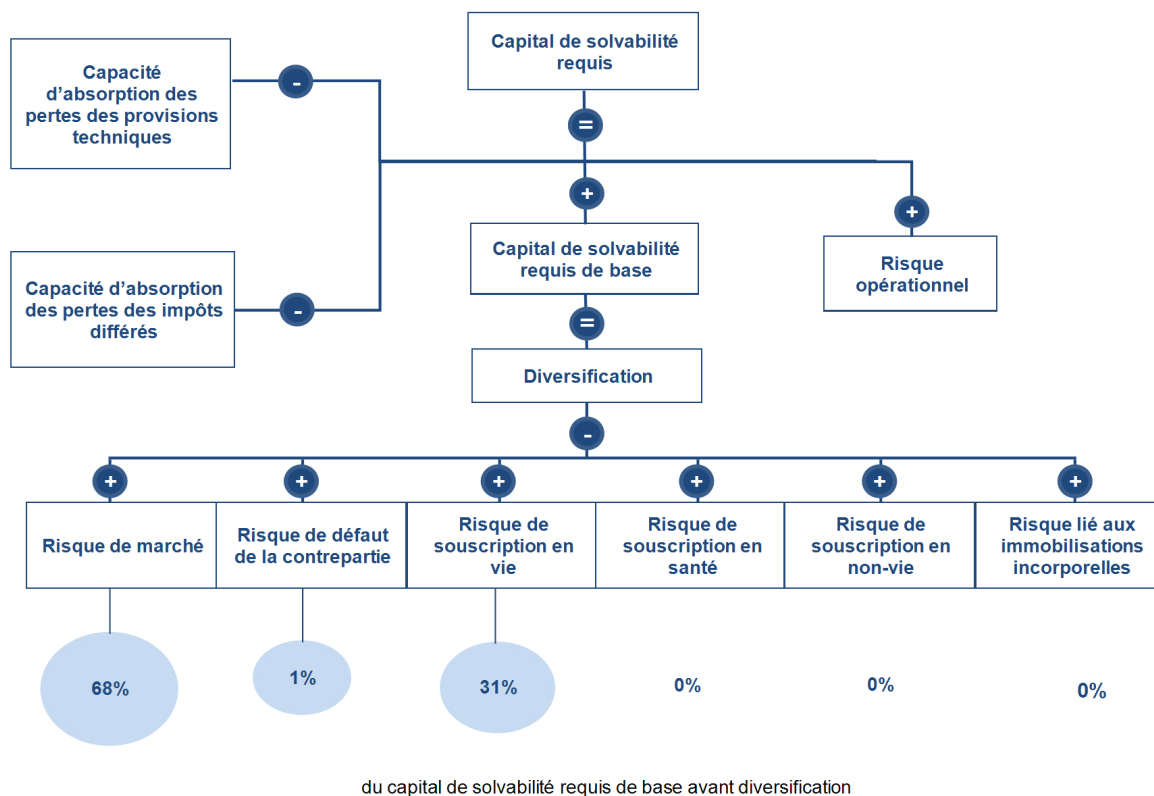 Capital de solvabilité
requis
Capacité
d'absorption des
pertes des provisions
techniques
-
=
+
+
Capital de solvabilité
requis de base
Risque
opérationnel
Capacité d'absorption
des pertes des impôts
différés
-
=
Diversification
-
+
+
+
+
+
+
Risque de marché
Risque de défaut
de la contrepartie
Risque de
souscription en
vie
Risque de
souscription en
santé
Risque de
souscription en
non-vie
Risque lié aux
immobilisations
incorporelles
68%
1%
31%
0%
0%
0%
du capital de solvabilité requis de base avant diversification